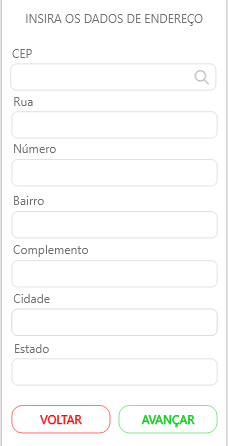 INSIRA OS DADOS DE ENDEREÇO
CEP
Rua
Número
Bairro
Complemento
Cidade
Estado
VOLTAR AVANÇAR